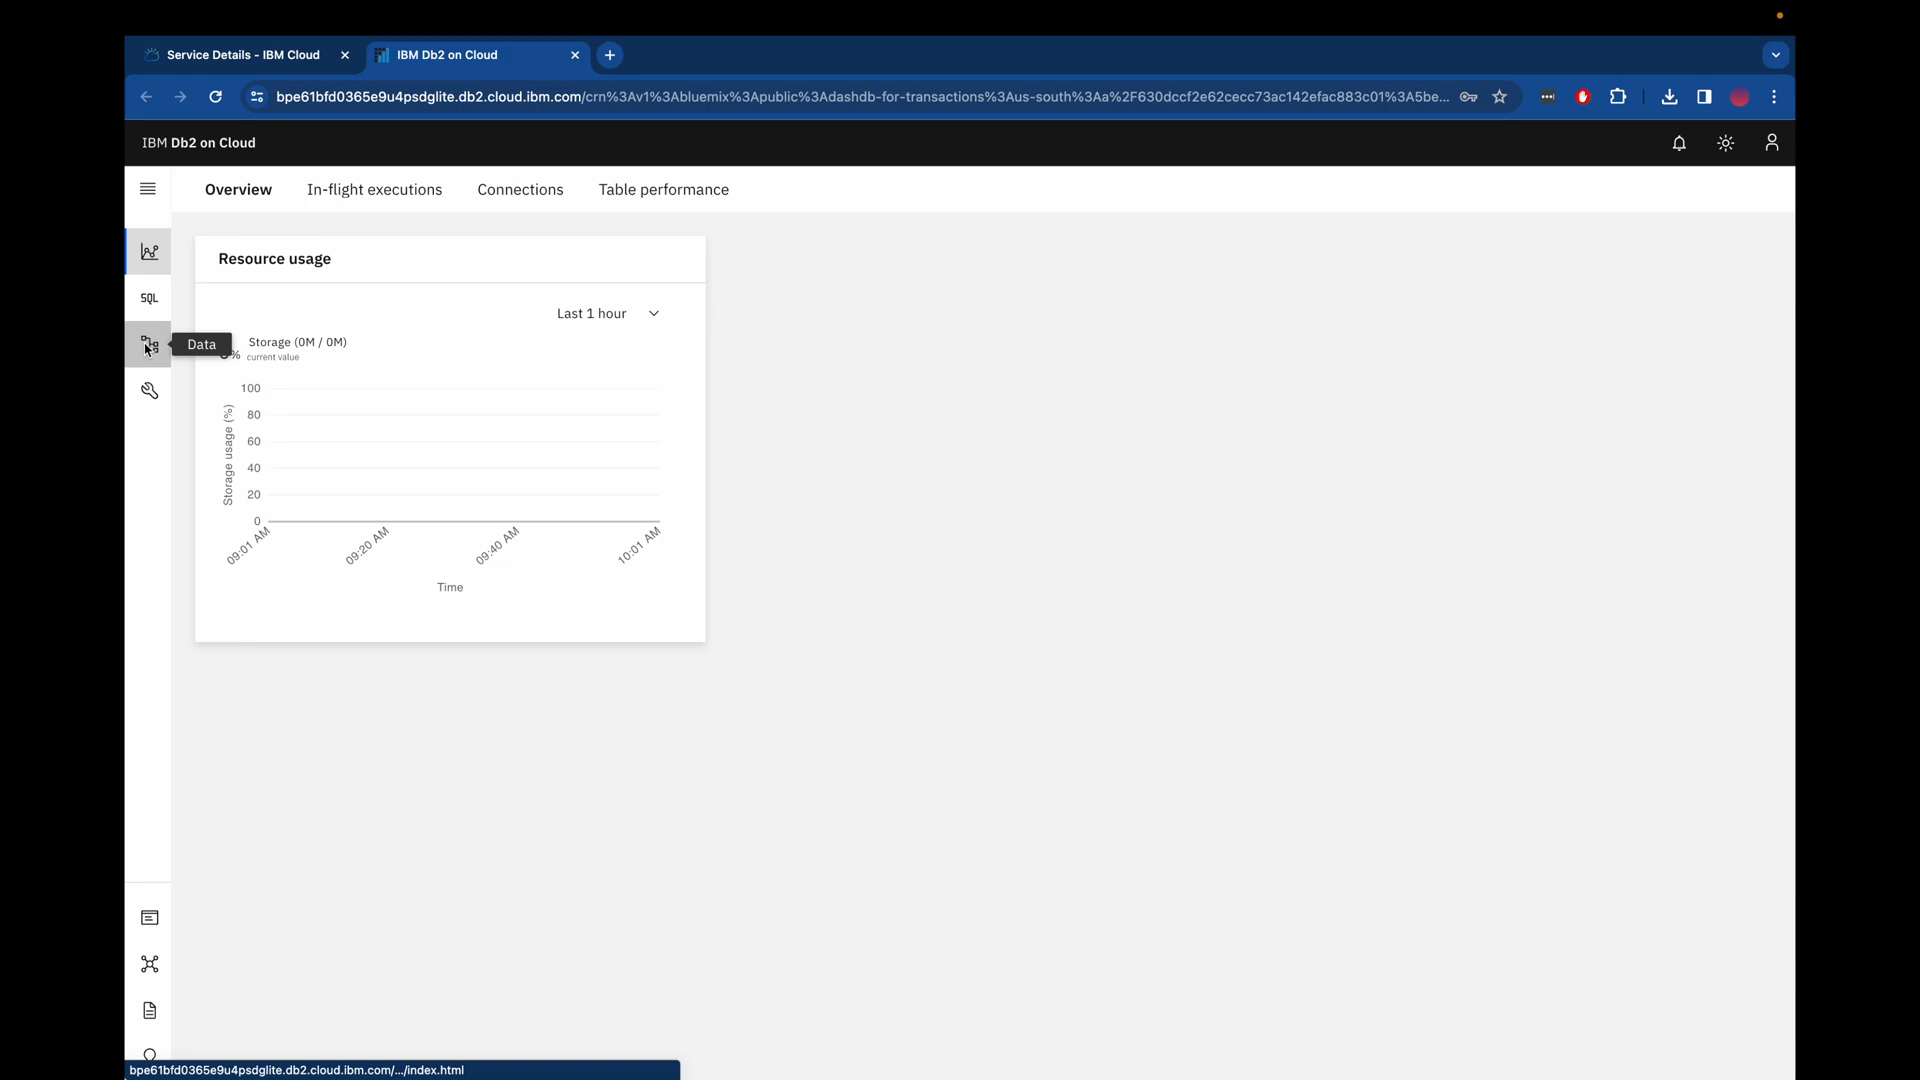 Service Details - IBM Cloud
IBM Db2 on Cloud
bpe61bfd0365e9u4psdglite.db2.cloud.ibm.com/crn%3Av1%3Abluemix%3Apublic%3Adashdb-for-transactions%3Aus-south%3Aa%2F630dccf2e62cecc73ac142efac883c01%3A5be...
IBM Db2 on Cloud
Overview
In-flight executions
Connections
Table performance
Resource usage
SQL
Last 1 hour
Data
Storage (0M / 0M)
% current value
100
80
60
40
20
0
Storage usage (%)
09:01 AM
09:20 AM
09:40 AM
10:01 AM
Time
bpe61bfd0365e9u4psdglite.db2.cloud.ibm.com/.../index.html